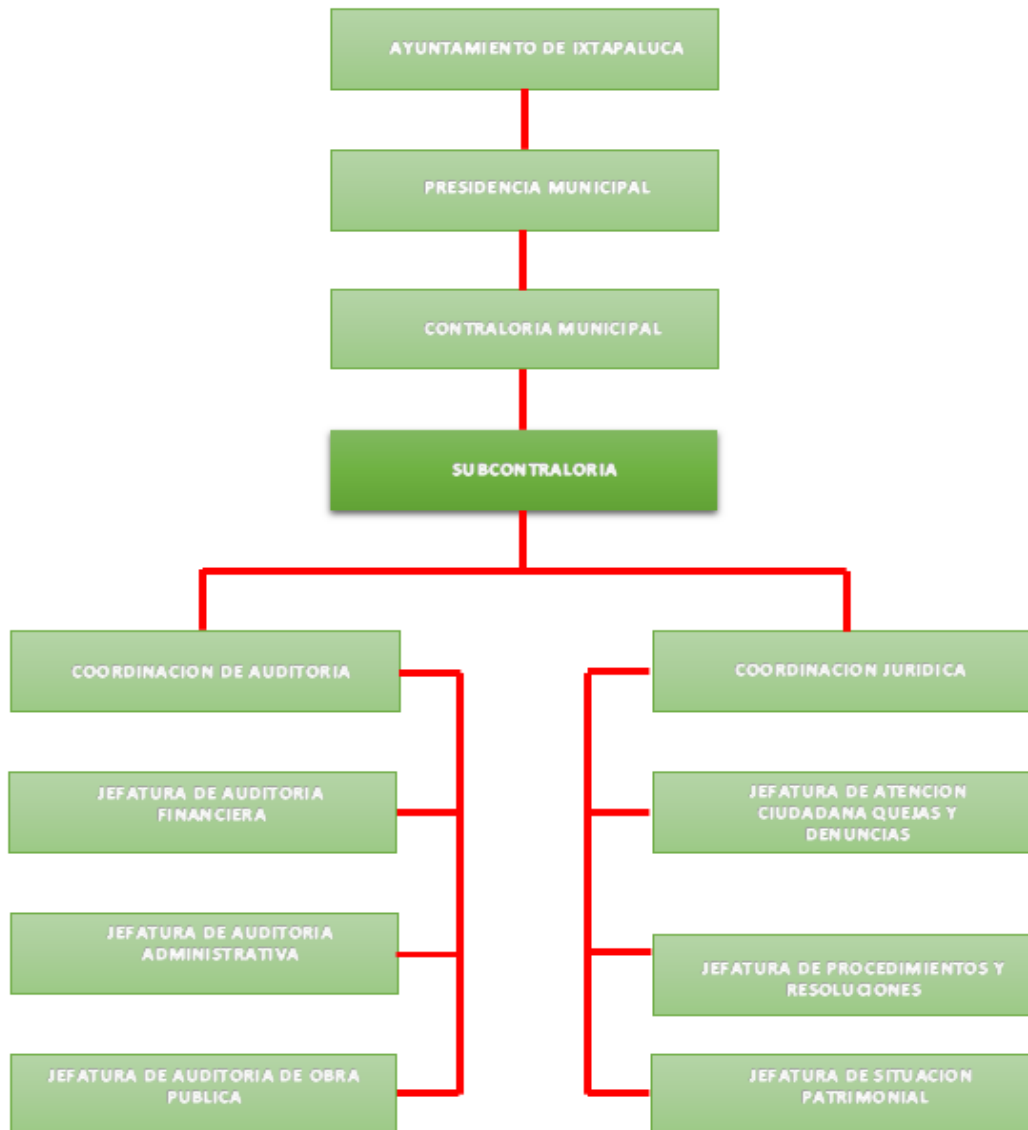 AYUNTAMIENTO DE IXTAPALUCA
PRESIDENCIA MUNICIPAL
CONTRALORIA MUNICIPAL
SUBCONTRALORIA
COORDINACION DE AUDITORIA
COORDINACION JURIDICA
JEFATURA DE AUDITORIA
FINANCIERA
JEFATURA DE ATENCION
CIUDADANA QUEJAS Y
DENUNCIAS
JEFATURA DE AUDITORIA
ADMINISTRATIVA
JEFATURA DE PROCEDIMIENTOS Y
RESOLUCIONES
JEFATURA DE AUDITORIA DE OBRA
PUBLICA
JEFATURA DE SITUACION
PATRIMONIAL